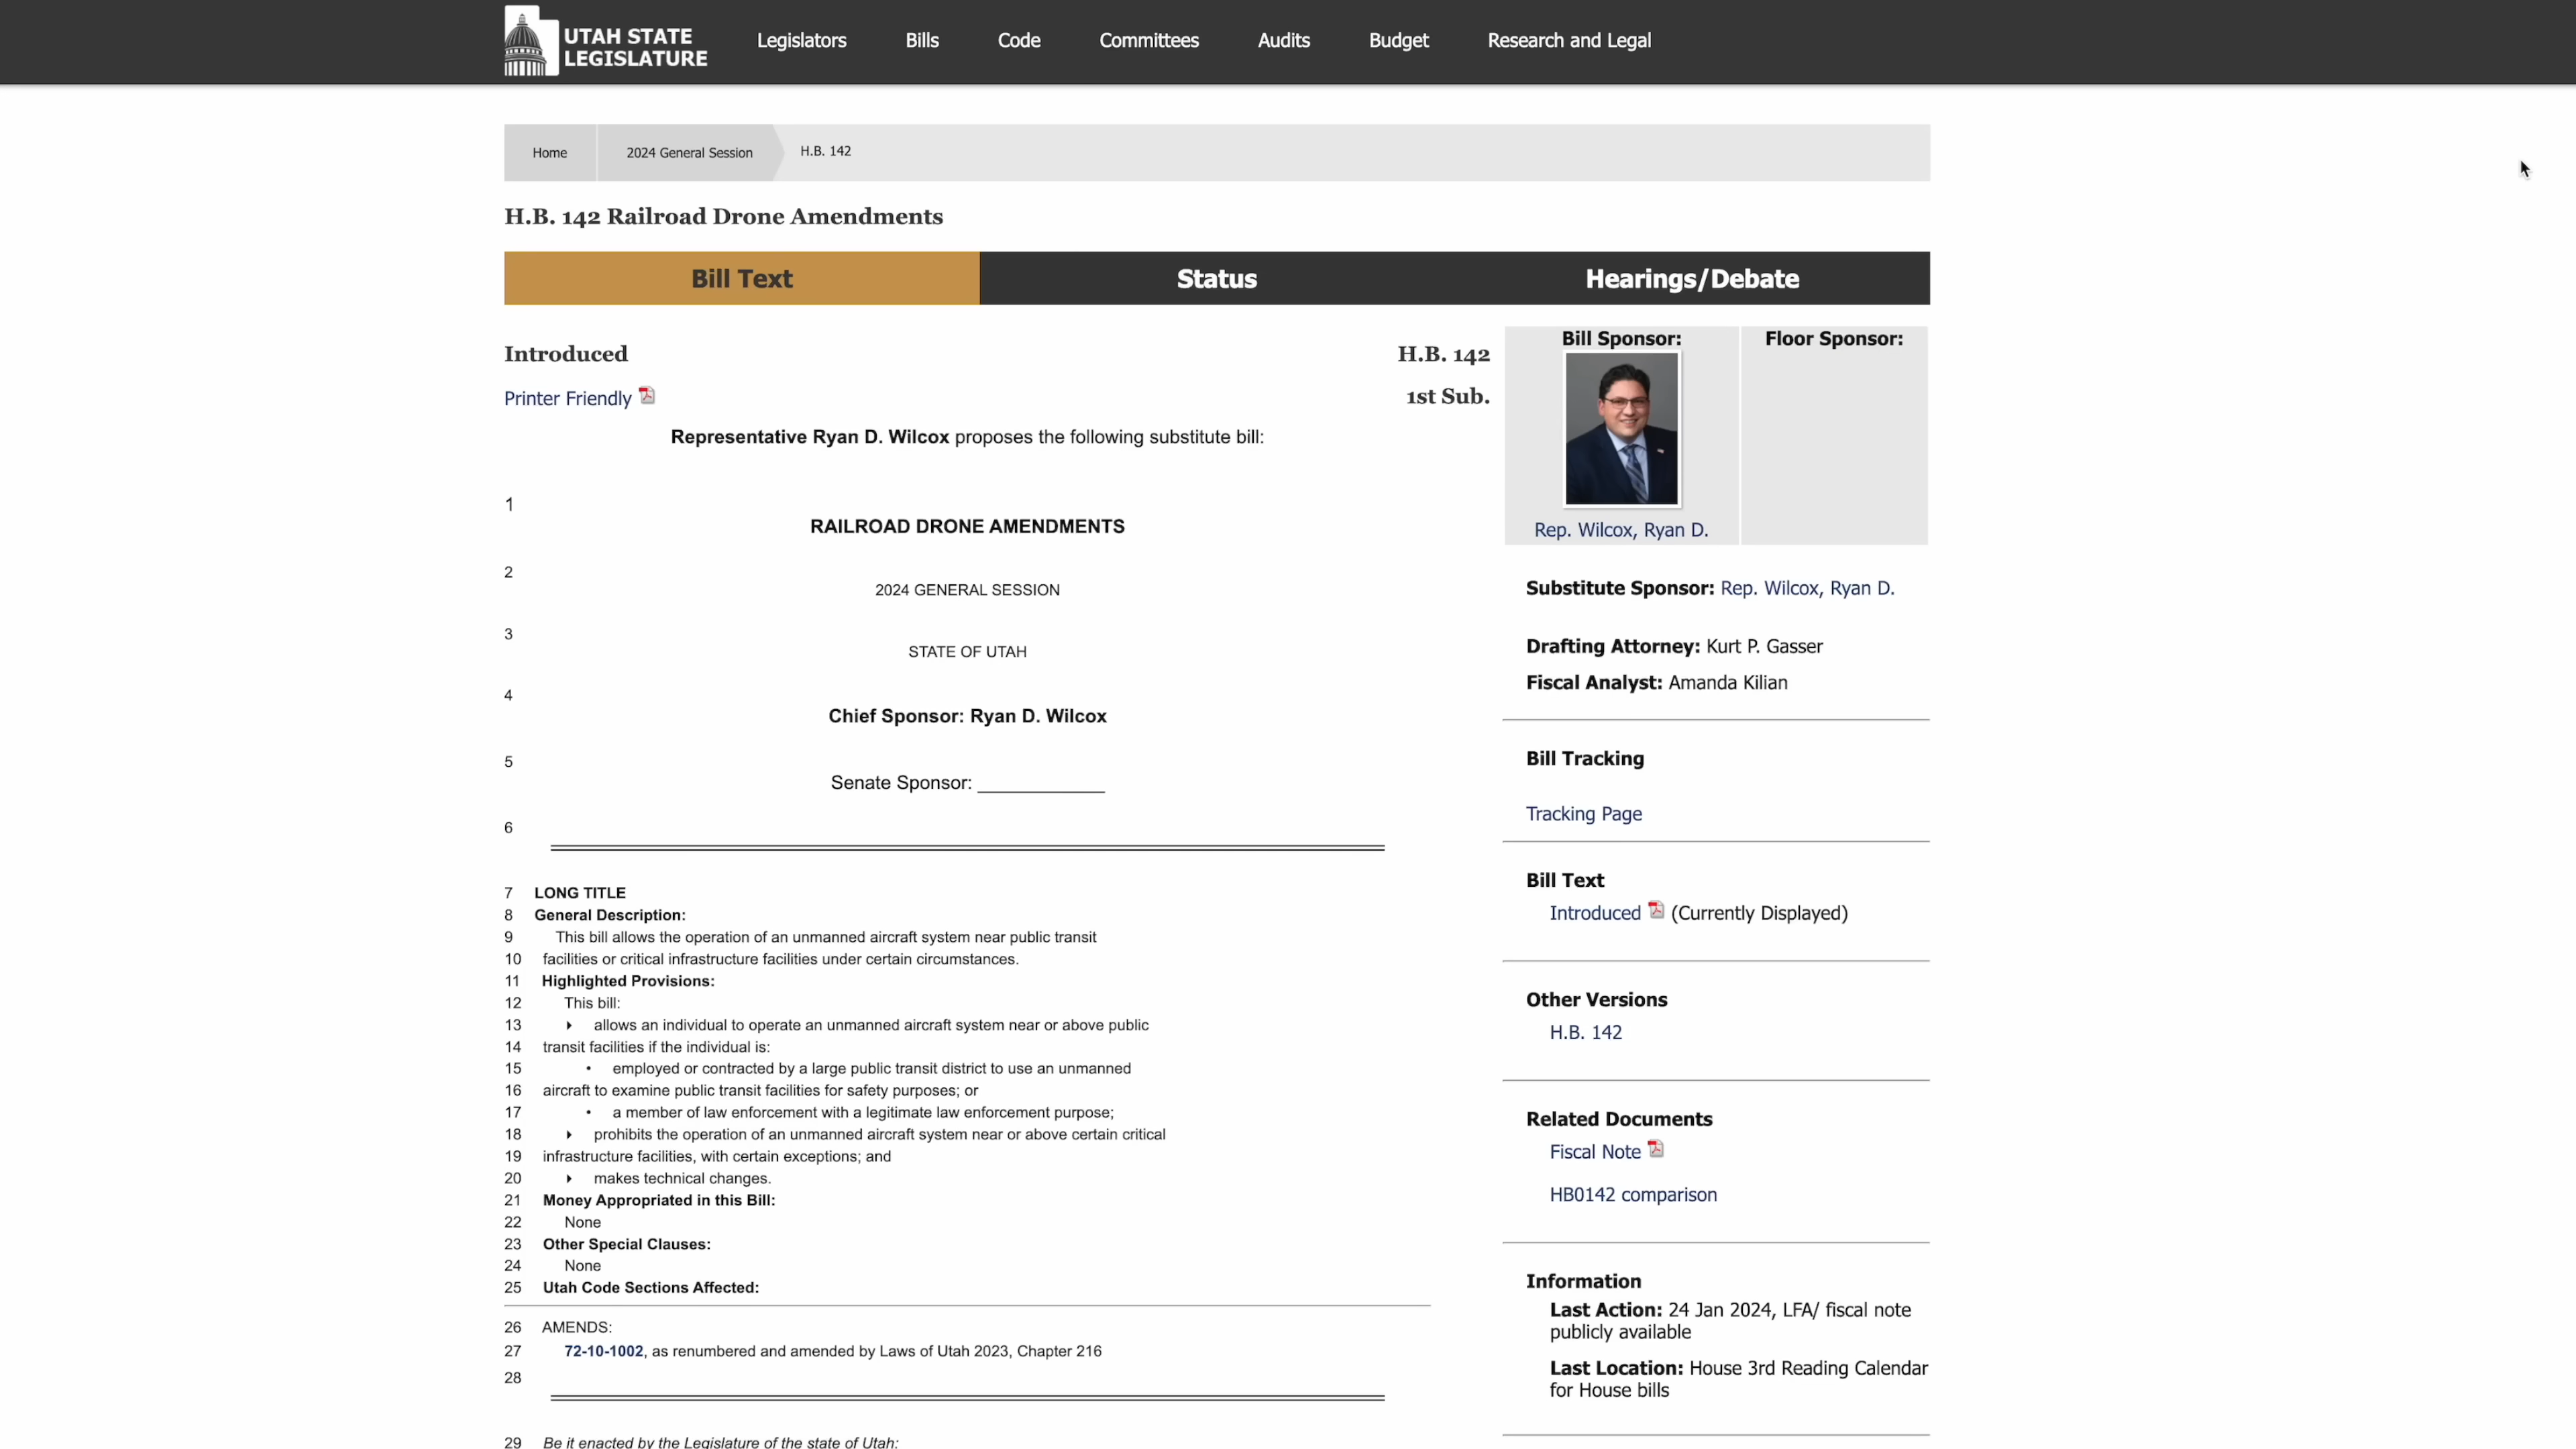 UTAH STATE
LEGISLATURE
Legislators
Bills
Code
Committees
Audits
Budget
Research and Legal
Home
2024 General Session
H.B. 142
H.B. 142 Railroad Drone Amendments
Bill Text
Status
Hearings/Debate
Introduced
H.B. 142
Printer Friendly
1st Sub.
Representative Ryan D. Wilcox proposes the following substitute bill:
1
RAILROAD DRONE AMENDMENTS
2
2024 GENERAL SESSION
3
STATE OF UTAH
4
Chief Sponsor: Ryan D. Wilcox
5
Senate Sponsor: ____________
6
7 LONG TITLE
8 General Description:
9 This bill allows the operation of an unmanned aircraft system near public transit
10 facilities or critical infrastructure facilities under certain circumstances.
11 Highlighted Provisions:
12 This bill:
13 ▸ allows an individual to operate an unmanned aircraft system near or above public
14 transit facilities if the individual is:
15 • employed or contracted by a large public transit district to use an unmanned
16 aircraft to examine public transit facilities for safety purposes; or
17 • a member of law enforcement with a legitimate law enforcement purpose;
18 ▸ prohibits the operation of an unmanned aircraft system near or above certain critical
19 infrastructure facilities, with certain exceptions; and
20 ▸ makes technical changes.
21 Money Appropriated in this Bill:
22 None
23 Other Special Clauses:
24 None
25 Utah Code Sections Affected:
26 AMENDS:
27 72-10-1002, as renumbered and amended by Laws of Utah 2023, Chapter 216
28
29 Be it enacted by the Legislature of the state of Utah:
Bill Sponsor:
Floor Sponsor:
Rep. Wilcox, Ryan D.
Substitute Sponsor: Rep. Wilcox, Ryan D.
Drafting Attorney: Kurt P. Gasser
Fiscal Analyst: Amanda Kilian
Bill Tracking
Tracking Page
Bill Text
Introduced (Currently Displayed)
Other Versions
H.B. 142
Related Documents
Fiscal Note
HB0142 comparison
Information
Last Action: 24 Jan 2024, LFA/ fiscal note
publicly available
Last Location: House 3rd Reading Calendar
for House bills